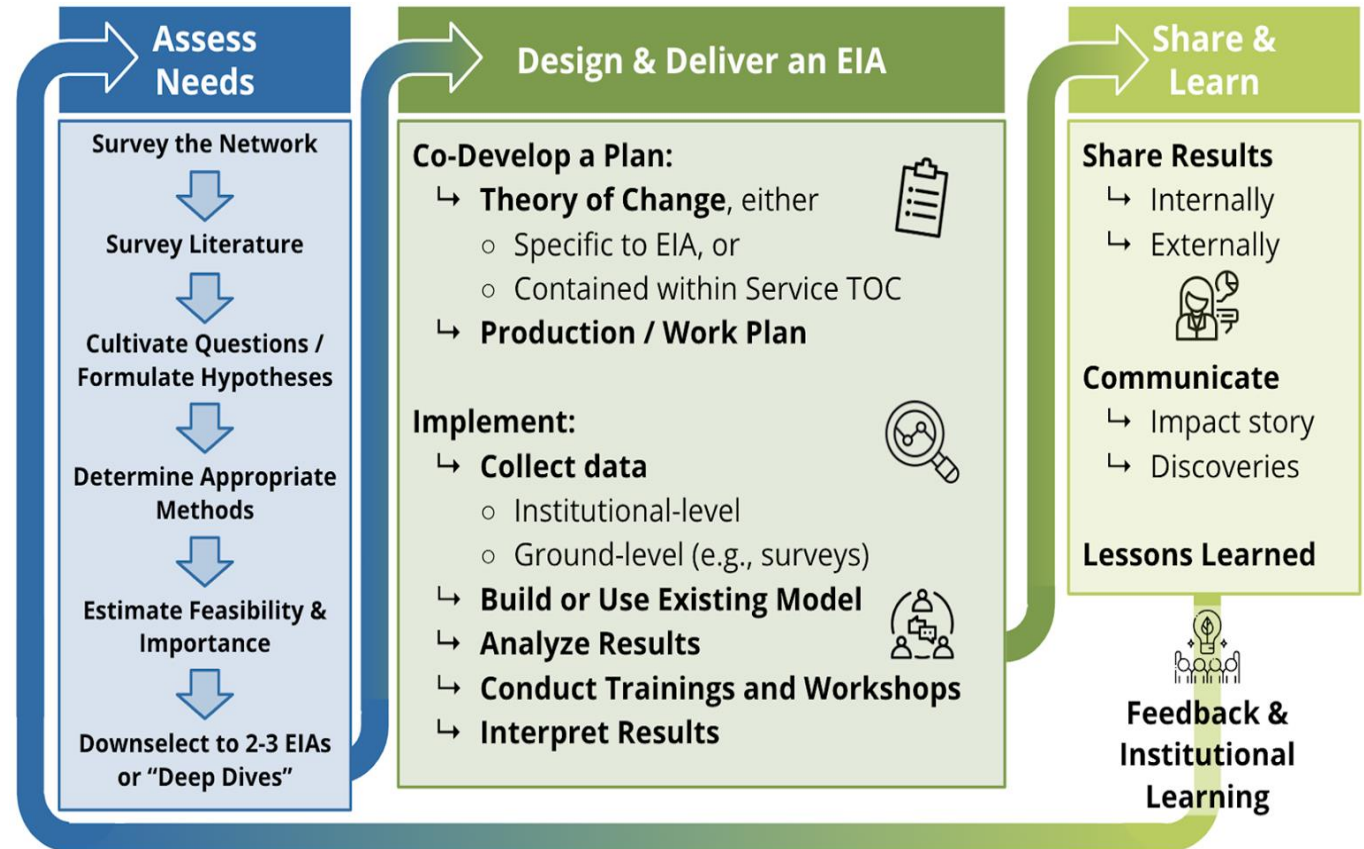 Assess
Needs
Survey the Network
Survey Literature
Cultivate Questions /
Formulate Hypotheses
Determine Appropriate
Methods
Estimate Feasibility &
Importance
Downselect to 2-3 EIAs
or “Deep Dives”
Design & Deliver an EIA
Co-Develop a Plan:
↳ Theory of Change, either
○ Specific to EIA, or
○ Contained within Service TOC
↳ Production / Work Plan
Implement:
↳ Collect data
○ Institutional-level
○ Ground-level (e.g., surveys)
↳ Build or Use Existing Model
↳ Analyze Results
↳ Conduct Trainings and Workshops
↳ Interpret Results
Share &
Learn
Share Results
↳ Internally
↳ Externally
Communicate
↳ Impact story
↳ Discoveries
Lessons Learned
Feedback &
Institutional
Learning